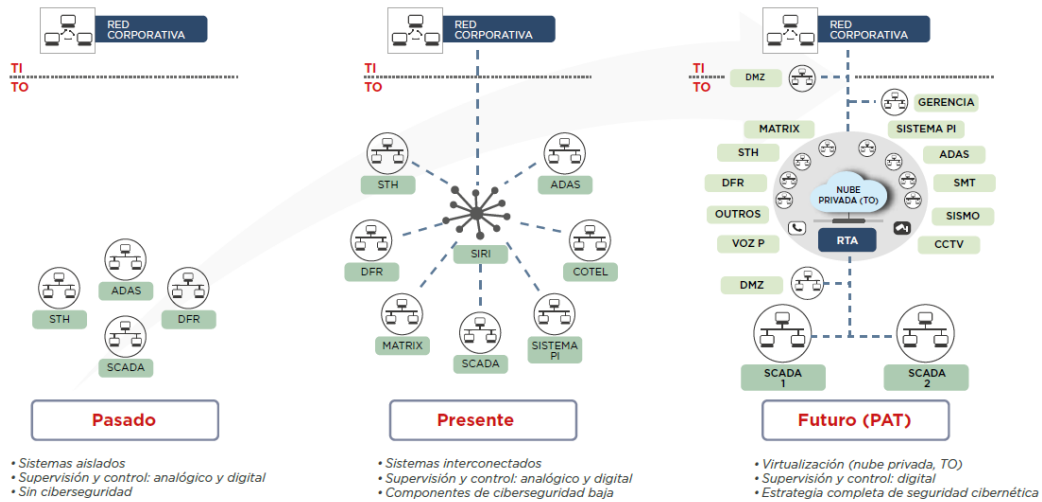 RED
CORPORATIVA
TI
TO
ADAS
STH
DFR
SCADA
Pasado
• Sistemas aislados
• Supervisión y control: analógico y digital
• Sin ciberseguridad
RED
CORPORATIVA
TI
TO
STH
ADAS
DFR
SIRI
COTEL
MATRIX
SCADA
SISTEMA
PI
Presente
• Sistemas interconectados
• Supervisión y control: analógico y digital
• Componentes de ciberseguridad baja
RED
CORPORATIVA
TI
TO
DMZ
GERENCIA
MATRIX
SISTEMA PI
STH
ADAS
DFR
NUBE
PRIVADA (TO)
SMT
OUTROS
SISMO
VOZ P
RTA
CCTV
DMZ
SCADA
1
SCADA
2
Futuro (PAT)
• Virtualización (nube privada, TO)
• Supervisión y control: digital
• Estrategia completa de seguridad cibernética